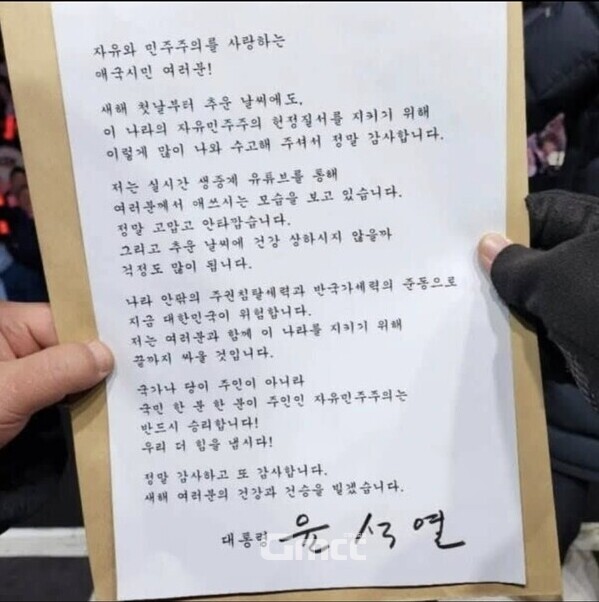 자유와 민주주의를 사랑하는
애국시민 여러분!
새해 첫날부터 추운 날씨에도,
이 나라의 자유민주주의 헌정질서를 지키기 위해
이렇게 많이 나와 수고해 주셔서 정말 감사합니다.
저는 실시간 생중계 유튜브를 통해
여러분께서 애쓰시는 모습을 보고 있습니다.
정말 고맙고 안타깝습니다.
그리고 추운 날씨에 건강 상하시지 않을까
걱정도 많이 됩니다.
나라 안팎의 주권침탈세력과 반국가세력의 준동으로
지금 대한민국이 위험합니다.
저는 여러분과 함께 이 나라를 지키기 위해
끝까지 싸울 것입니다.
국가나 당이 주인이 아니라
국민 한 분 한 분이 주인인 자유민주주의는
반드시 승리합니다!
우리 더 힘을 냅시다!
정말 감사하고 또 감사합니다.
새해 여러분의 건강과 건승을 빌겠습니다.
대통령 윤석열
Gmcc